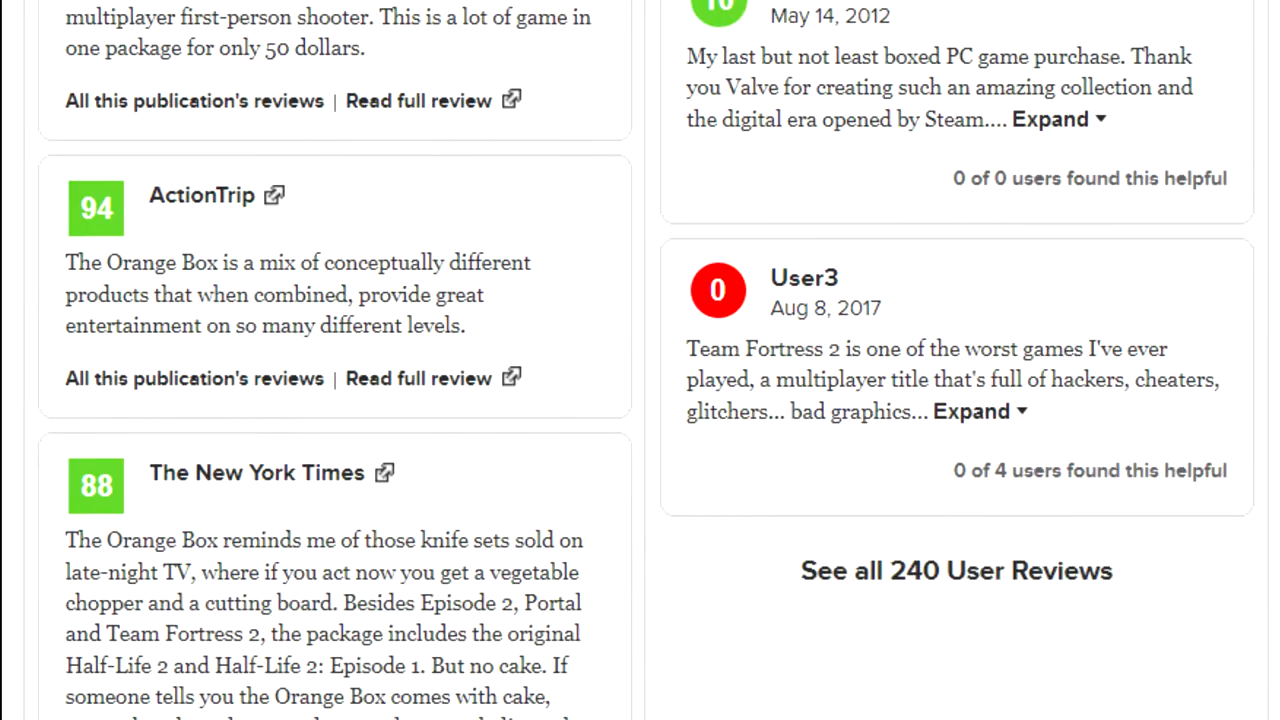 multiplayer first-person shooter. This is a lot of game in
one package for only 50 dollars.
All this publication's reviews | Read full review
94
ActionTrip
The Orange Box is a mix of conceptually different
products that when combined, provide great
entertainment on so many different levels.
All this publication's reviews | Read full review
88
The New York Times
The Orange Box reminds me of those knife sets sold on
late-night TV, where if you act now you get a vegetable
chopper and a cutting board. Besides Episode 2, Portal
and Team Fortress 2, the package includes the original
Half-Life 2 and Half-Life 2: Episode 1. But no cake. If
someone tells you the Orange Box comes with cake,
10
May 14, 2012
My last but not least boxed PC game purchase. Thank
you Valve for creating such an amazing collection and
the digital era opened by Steam.... Expand
0 of 0 users found this helpful
0
User3
Aug 8, 2017
Team Fortress 2 is one of the worst games I've ever
played, a multiplayer title that's full of hackers, cheaters,
glitchers... bad graphics... Expand
0 of 4 users found this helpful
See all 240 User Reviews